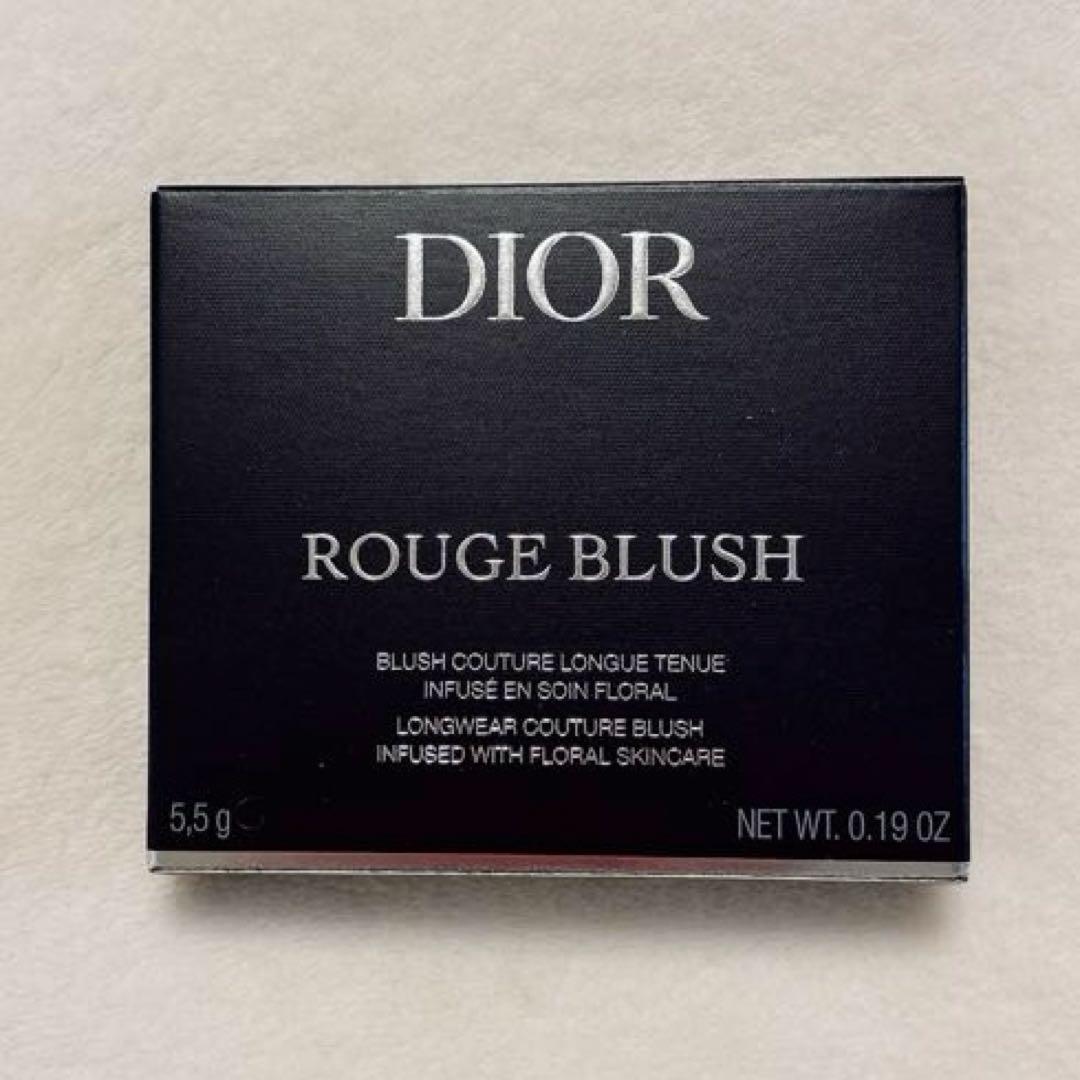 DIOR
ROUGE BLUSH
BLUSH COUTURE LONGUE TENUE
INFUSÉ EN SOIN FLORAL
LONGWEAR COUTURE BLUSH
INFUSED WITH FLORAL SKINCARE
5,5 g
NET WT. 0.19 OZ